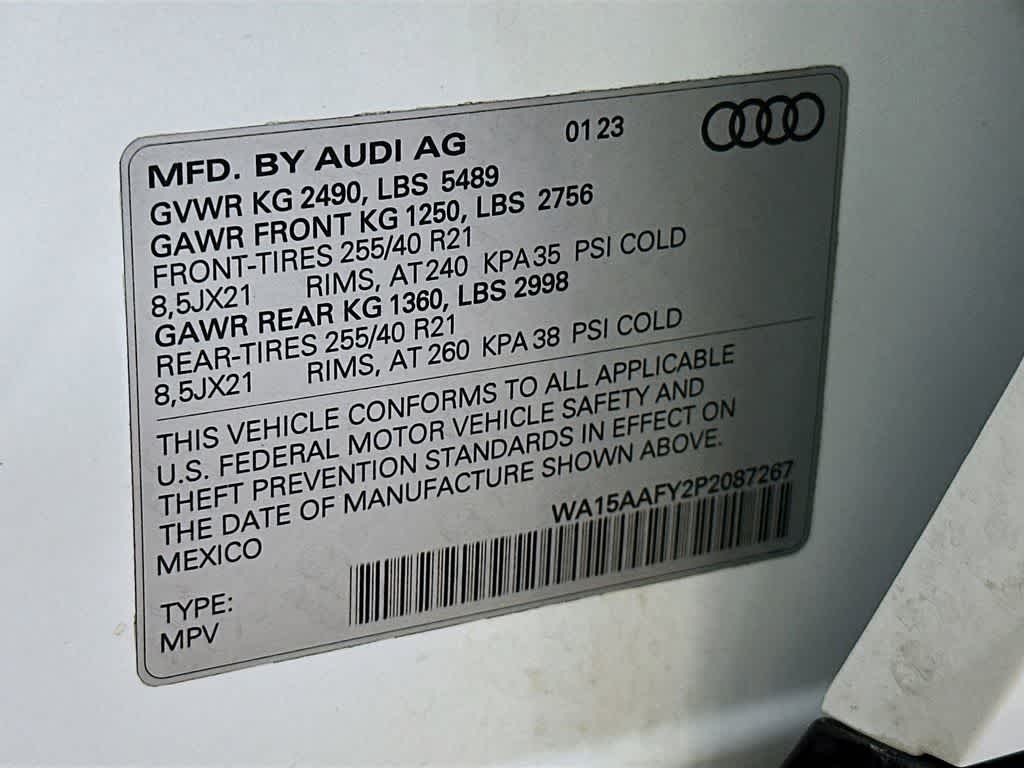 MFD. BY AUDI AG 01 23
GVWR KG 2490, LBS 5489
GAWR FRONT KG 1250, LBS 2756
FRONT-TIRES 255/40 R21
8,5JX21 RIMS, AT 240 KPA 35 PSI COLD
GAWR REAR KG 1360, LBS 2998
REAR-TIRES 255/40 R21
8,5JX21 RIMS, AT 260 KPA 38 PSI COLD
THIS VEHICLE CONFORMS TO ALL APPLICABLE
U.S. FEDERAL MOTOR VEHICLE SAFETY AND
THEFT PREVENTION STANDARDS IN EFFECT ON
THE DATE OF MANUFACTURE SHOWN ABOVE.
MEXICO WA15AAFY2P2087267
TYPE:
MPV